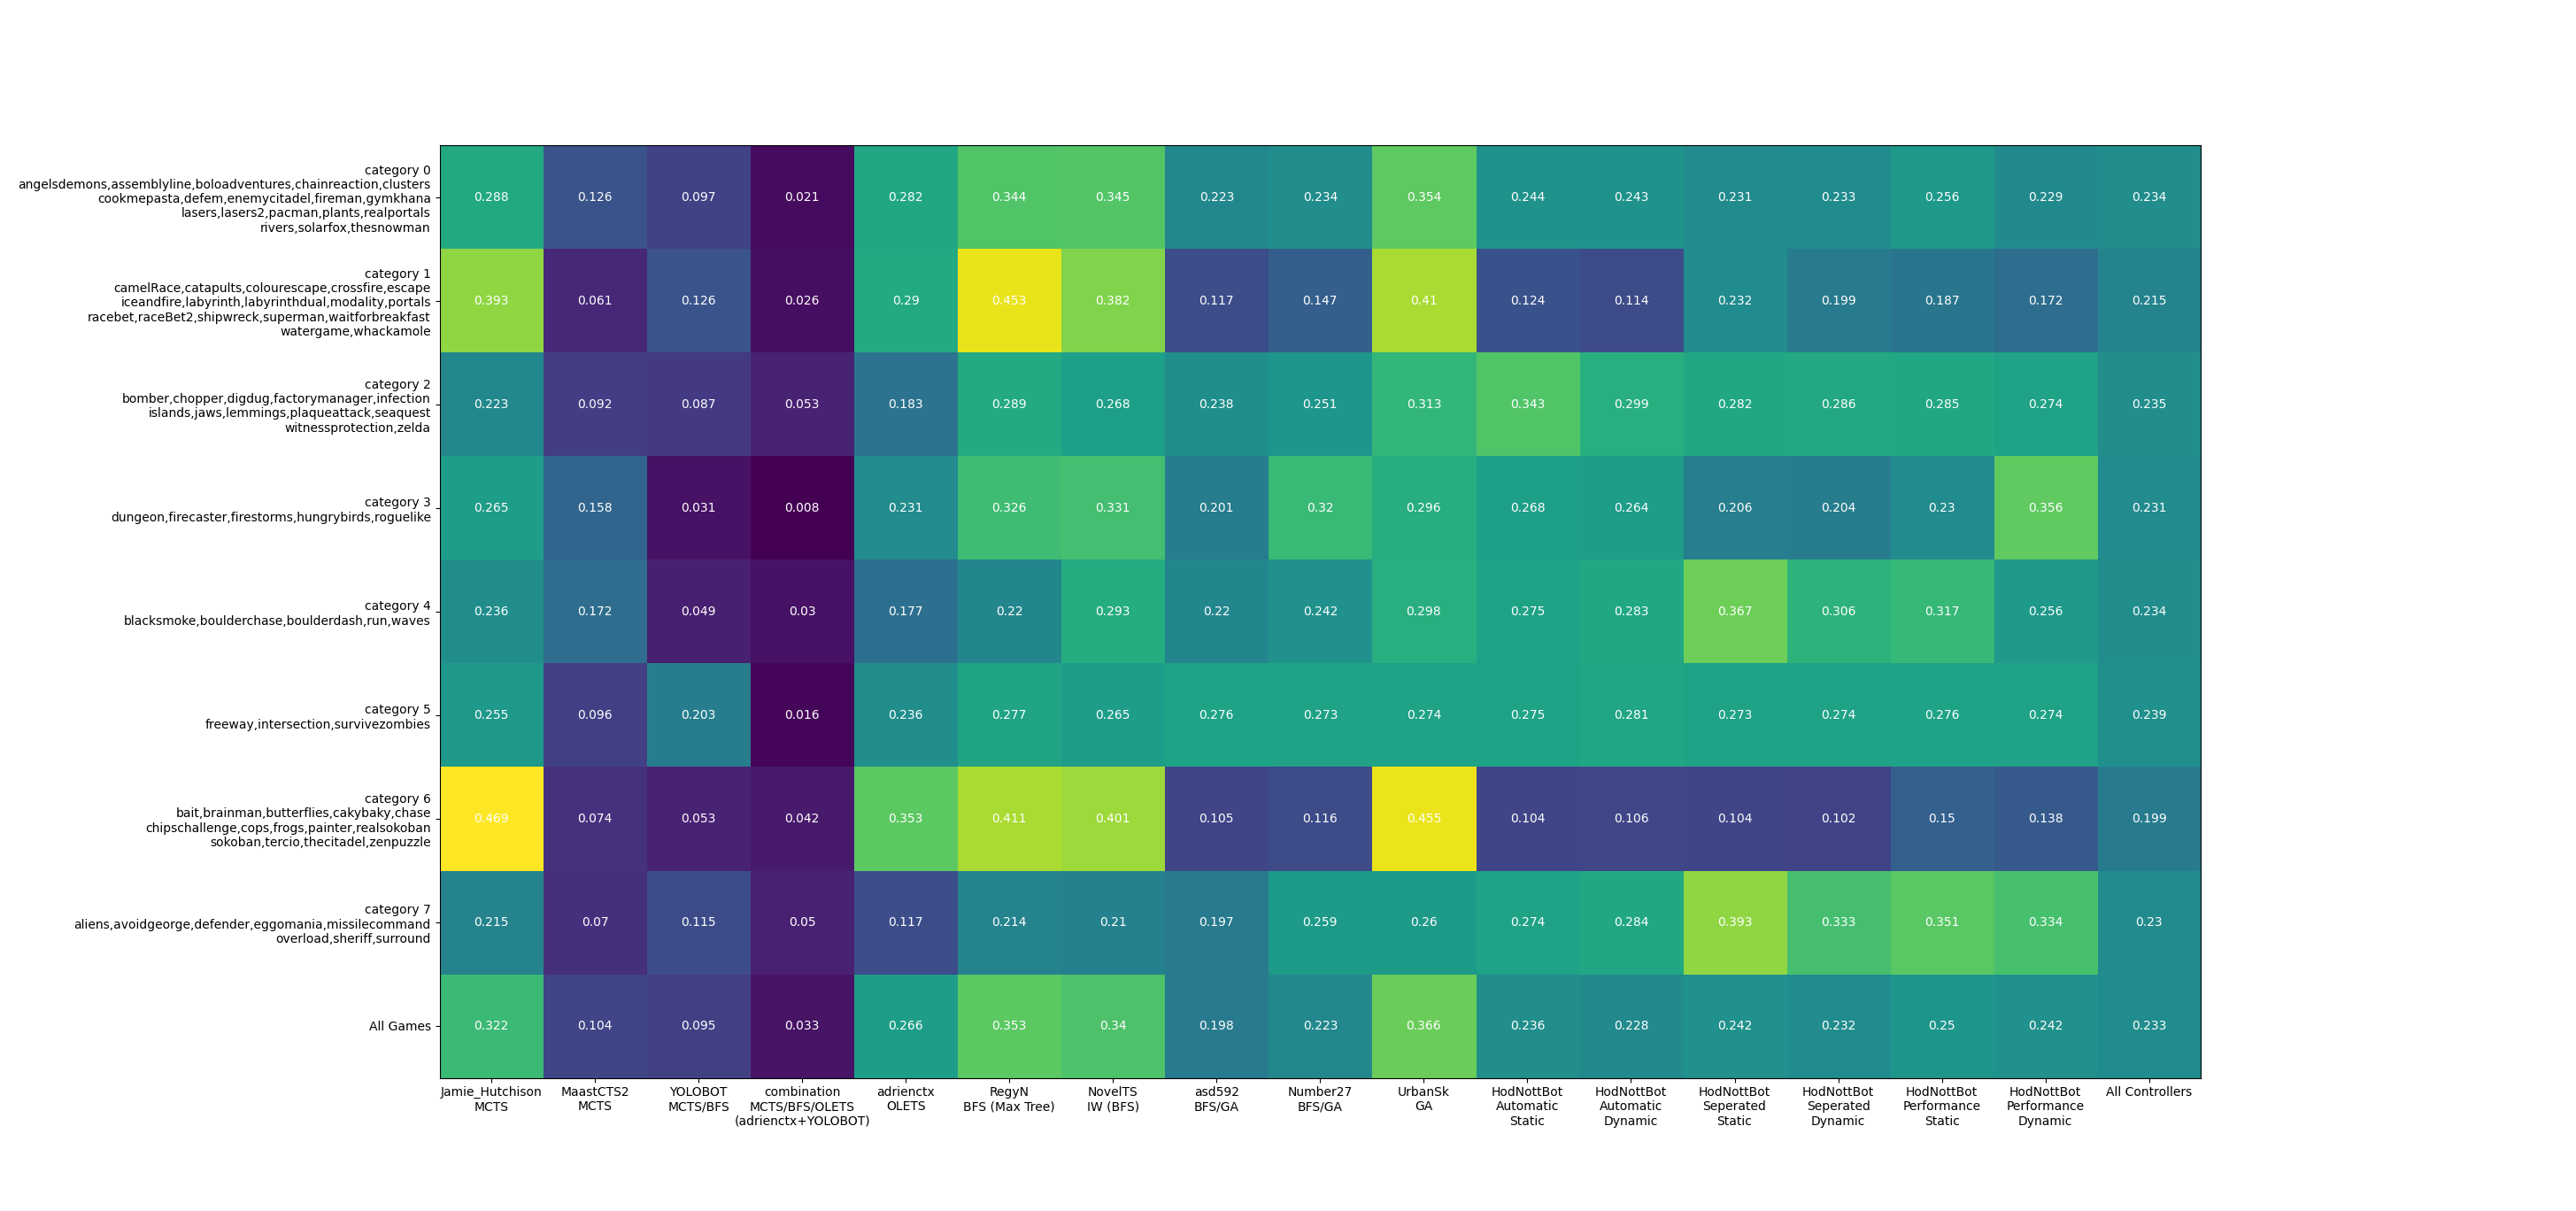 category 0
angelsdemons,assemblyline,boloadventures,chainreaction,clusters
cookmepasta,defem,enemycitadel,fireman,gymkhana
lasers,lasers2,pacman,plants,realportals
rivers,solarfox,thesnowman
0.288 0.126 0.097 0.021 0.282 0.344 0.345 0.223 0.234 0.354 0.244 0.243 0.231 0.233 0.256 0.229 0.234
category 1
camelRace,catapults,colourescape,crossfire,escape
iceandfire,labyrinth,labyrinthdual,modality,portals
racebet,raceBet2,shipwreck,superman,waitforbreakfast
watergame,whackamole
0.393 0.061 0.126 0.026 0.29 0.453 0.382 0.117 0.147 0.41 0.124 0.114 0.232 0.199 0.187 0.172 0.215
category 2
bomber,chopper,digdug,factorymanager,infection
islands,jaws,lemmings,plaqueattack,seaquest
witnessprotection,zelda
0.223 0.092 0.087 0.053 0.183 0.289 0.268 0.238 0.251 0.313 0.343 0.299 0.282 0.286 0.285 0.274 0.235
category 3
dungeon,firecaster,firestorms,hungrybirds,roguelike
0.265 0.158 0.031 0.008 0.231 0.326 0.331 0.201 0.32 0.296 0.268 0.264 0.206 0.204 0.23 0.356 0.231
category 4
blacksmoke,boulderchase,boulderdash,run,waves
0.236 0.172 0.049 0.03 0.177 0.22 0.293 0.22 0.242 0.298 0.275 0.283 0.367 0.306 0.317 0.256 0.234
category 5
freeway,intersection,survivezombies
0.255 0.096 0.203 0.016 0.236 0.277 0.265 0.276 0.273 0.274 0.275 0.281 0.273 0.274 0.276 0.274 0.239
category 6
bait,brainman,butterflies,cakybaky,chase
chipschallenge,cops,frogs,painter,realsokoban
sokoban,tercio,thecitadel,zenpuzzle
0.469 0.074 0.053 0.042 0.353 0.411 0.401 0.105 0.116 0.455 0.104 0.106 0.104 0.102 0.15 0.138 0.199
category 7
aliens,avoidgeorge,defender,eggomania,missilecommand
overload,sheriff,surround
0.215 0.07 0.115 0.05 0.117 0.214 0.21 0.197 0.259 0.26 0.274 0.284 0.393 0.333 0.351 0.334 0.23
All Games
0.322 0.104 0.095 0.033 0.266 0.353 0.34 0.198 0.223 0.366 0.236 0.228 0.242 0.232 0.25 0.242 0.233
Jamie_Hutchison
MCTS
MaastCTS2
MCTS
YOLOBOT
MCTS/BFS
combination
MCTS/BFS/OLETS
(adrienctx+YOLOBOT)
adrienctx
OLETS
RegyN
BFS (Max Tree)
NovelTS
IW (BFS)
asd592
BFS/GA
Number27
BFS/GA
UrbanSk
GA
HodNottBot
Automatic
Static
HodNottBot
Automatic
Dynamic
HodNottBot
Seperated
Static
HodNottBot
Seperated
Dynamic
HodNottBot
Performance
Static
HodNottBot
Performance
Dynamic
All Controllers